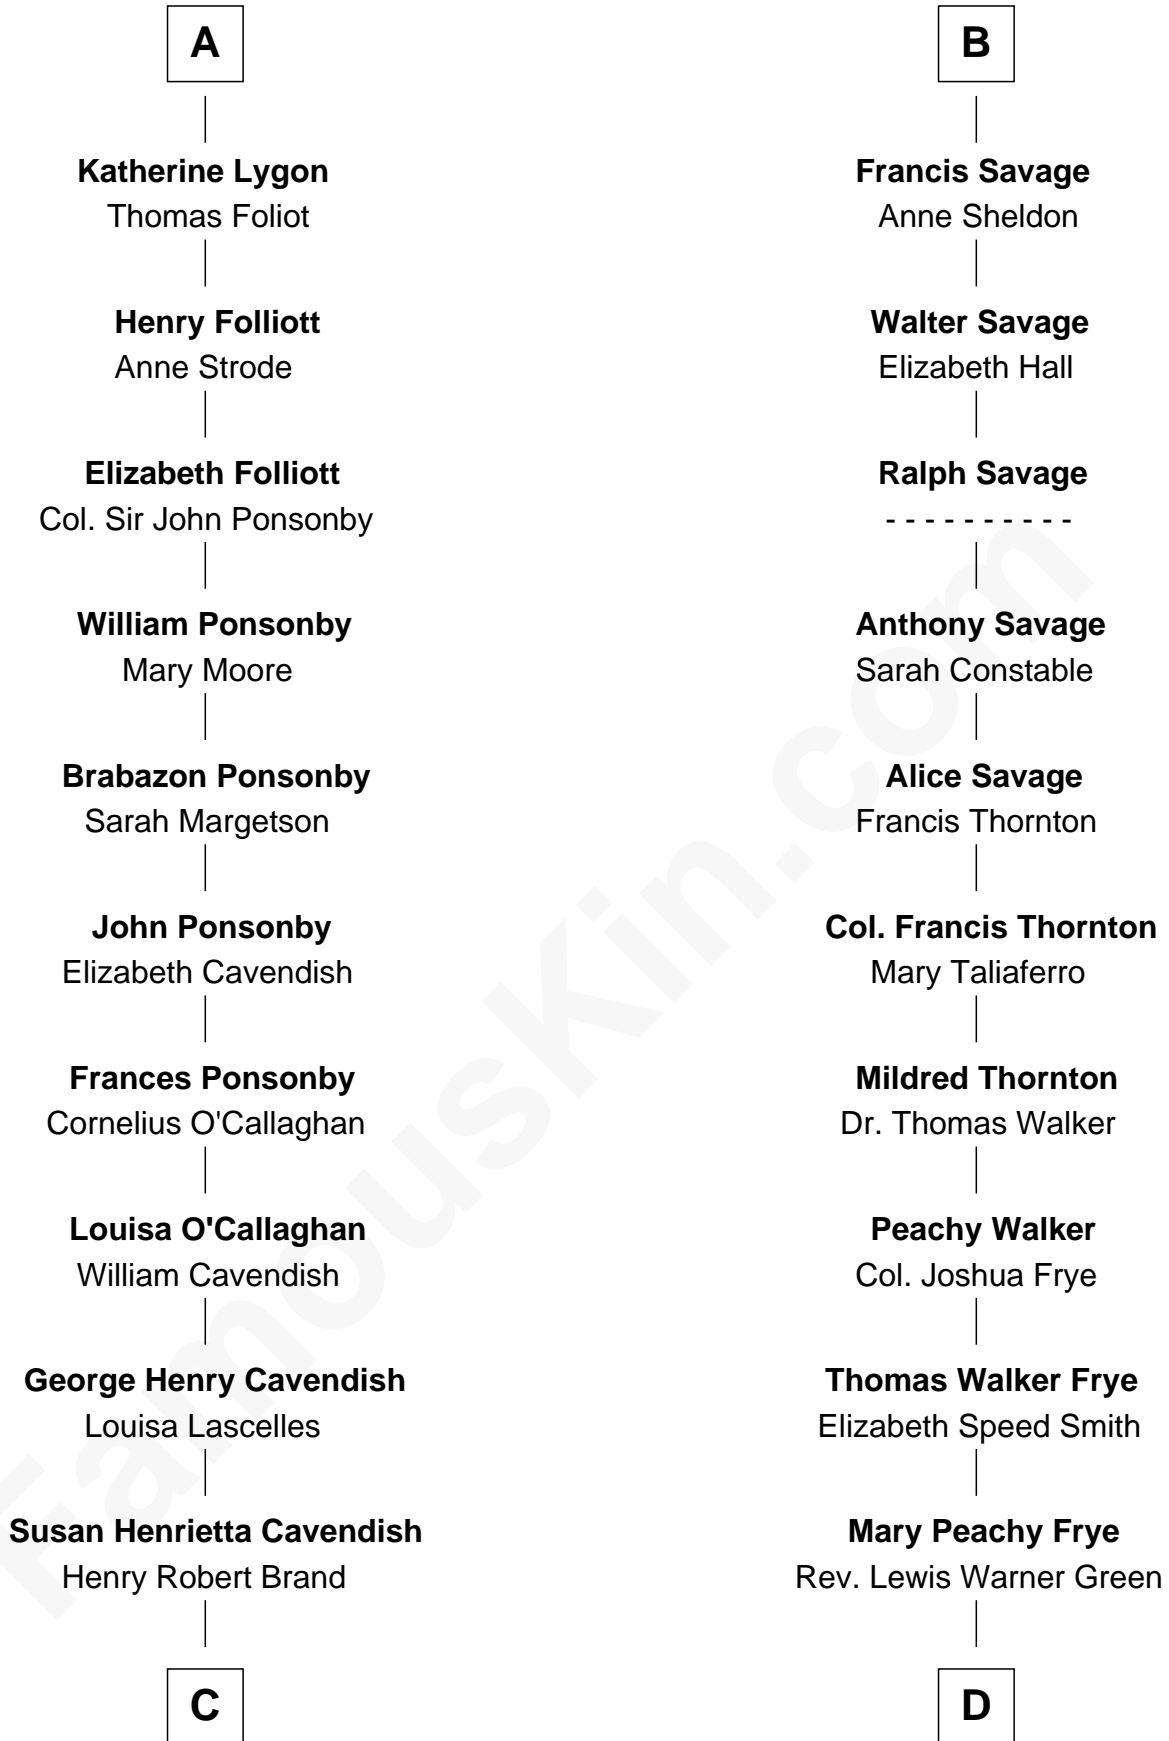 A
Katherine Lygon
Thomas Foliot
Henry Folliott
Anne Strode
Elizabeth Folliott
Col. Sir John Ponsonby
William Ponsonby
Mary Moore
Brabazon Ponsonby
Sarah Margetson
John Ponsonby
Elizabeth Cavendish
Frances Ponsonby
Cornelius O'Callaghan
Louisa O'Callaghan
William Cavendish
George Henry Cavendish
Louisa Lascelles
Susan Henrietta Cavendish
Henry Robert Brand
C
B
Francis Savage
Anne Sheldon
Walter Savage
Elizabeth Hall
Ralph Savage
- - - - - - - - - -
Anthony Savage
Sarah Constable
Alice Savage
Francis Thornton
Col. Francis Thornton
Mary Taliaferro
Mildred Thornton
Dr. Thomas Walker
Peachy Walker
Col. Joshua Frye
Thomas Walker Frye
Elizabeth Speed Smith
Mary Peachy Frye
Rev. Lewis Warner Green
D
FamousKin.com